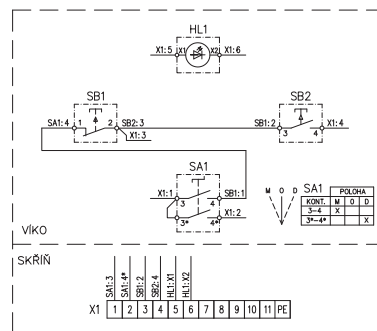 HL1
X1:5 X1 X2 X1:6
SB1
SB2
SA1:4 1 2 SB2:3
X1:3
SB1:2 3 4 X1:4
SA1
X1:1 3 4 SB1:1
3* 4* X1:2
M O D SA1 POLOHA
KONT. M O D
3-4 X
3*-4* X
VÍKO
SKŘÍŇ
SA1:3
SA1:4*
SB1:2
SB2:4
HL1:X1
HL1:X2
X1 1 2 3 4 5 6 7 8 9 10 11 PE